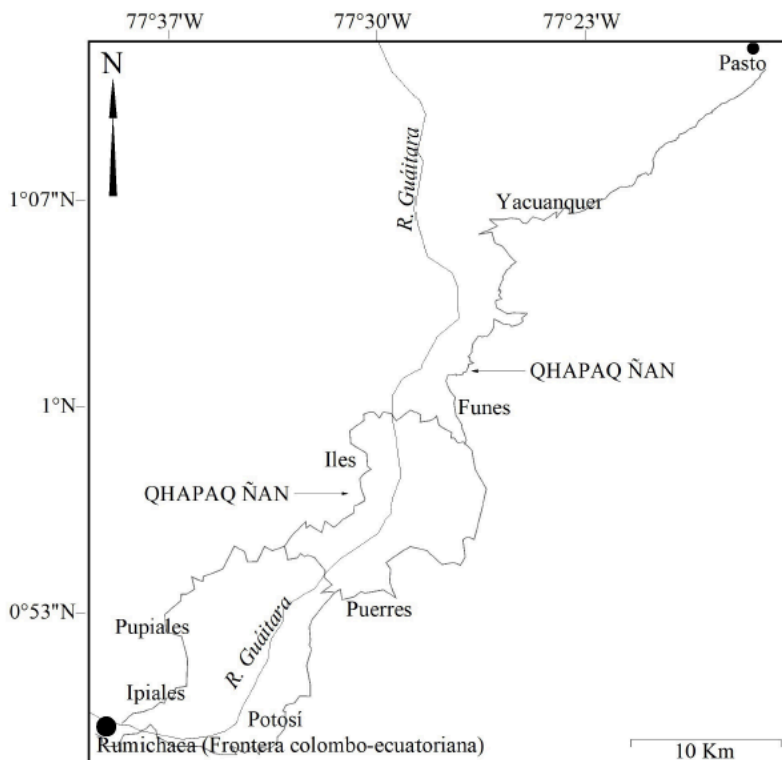 77°37'W 77°30'W 77°23'W
N
Pasto
1°07"N
R. Guáitara
Yacuanquer
QHAPAQ ÑAN
1°N
Funes
Iles
QHAPAQ ÑAN
0°53"N
Puerres
R. Guáitara
Pupiales
Ipiales
Potosí
Rumichaca (Frontera colombo-ecuatoriana)
10 Km